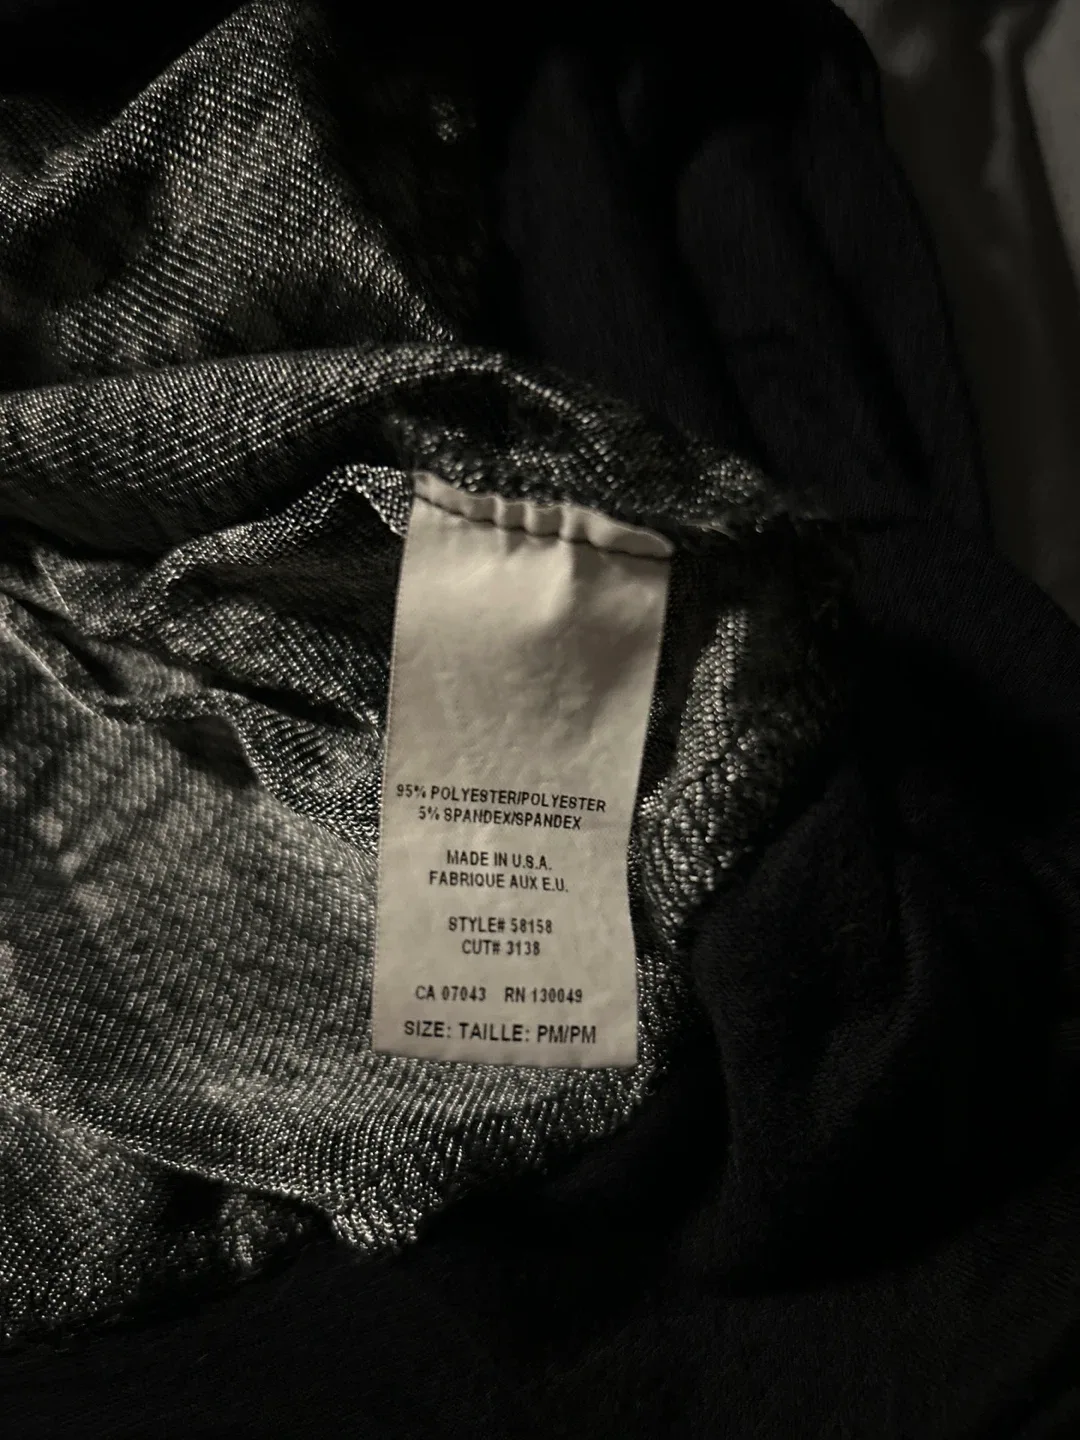 95% POLYESTER/POLYESTER
5% SPANDEX/SPANDEX
MADE IN U.S.A.
FABRIQUE AUX E.U.
STYLE# 58158
CUT# 3138
CA 07043 RN 130049
SIZE: TAILLE: PM/PM